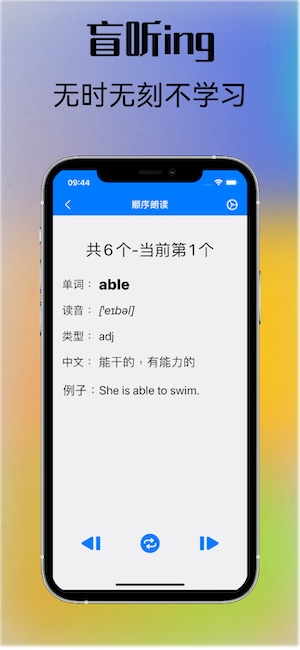 盲听ing
无时无刻不学习
09:44
顺序朗读
共6个-当前第1个
单词： able
读音： ['eɪbəl]
类型： adj
中文： 能干的，有能力的
例子：She is able to swim.